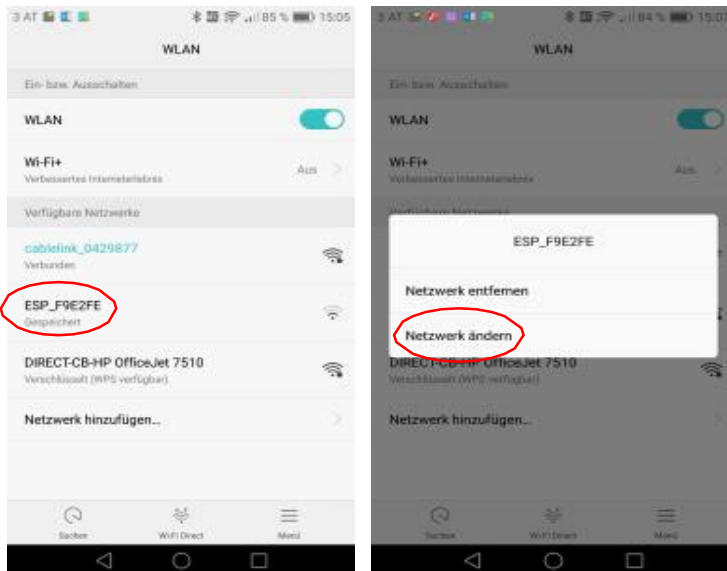 3 AT 85 % 15:05
WLAN
Ein- bzw. Ausschalten
WLAN
Wi-Fi+
Verbessertes Interneterlebnis
Aus
Verfügbare Netzwerke
cablelink_0429877
Verbunden
ESP_F9E2FE
Gespeichert
DIRECT-CB-HP OfficeJet 7510
Verschlüsselt (WPS verfügbar)
Netzwerk hinzufügen...
Suchen
Wi-Fi Direct
Menü
3 AT 84 %
WLAN
Ein- bzw. Ausschalten
WLAN
Wi-Fi+
Verbessertes Interneterlebnis
Aus
Verfügbare Netzwerke
ESP_F9E2FE
Netzwerk entfernen
Netzwerk ändern
DIRECT-CB-HP OfficeJet 7510
Verschlüsselt (WPS verfügbar)
Netzwerk hinzufügen...
Suchen
Wi-Fi Direct
Menü